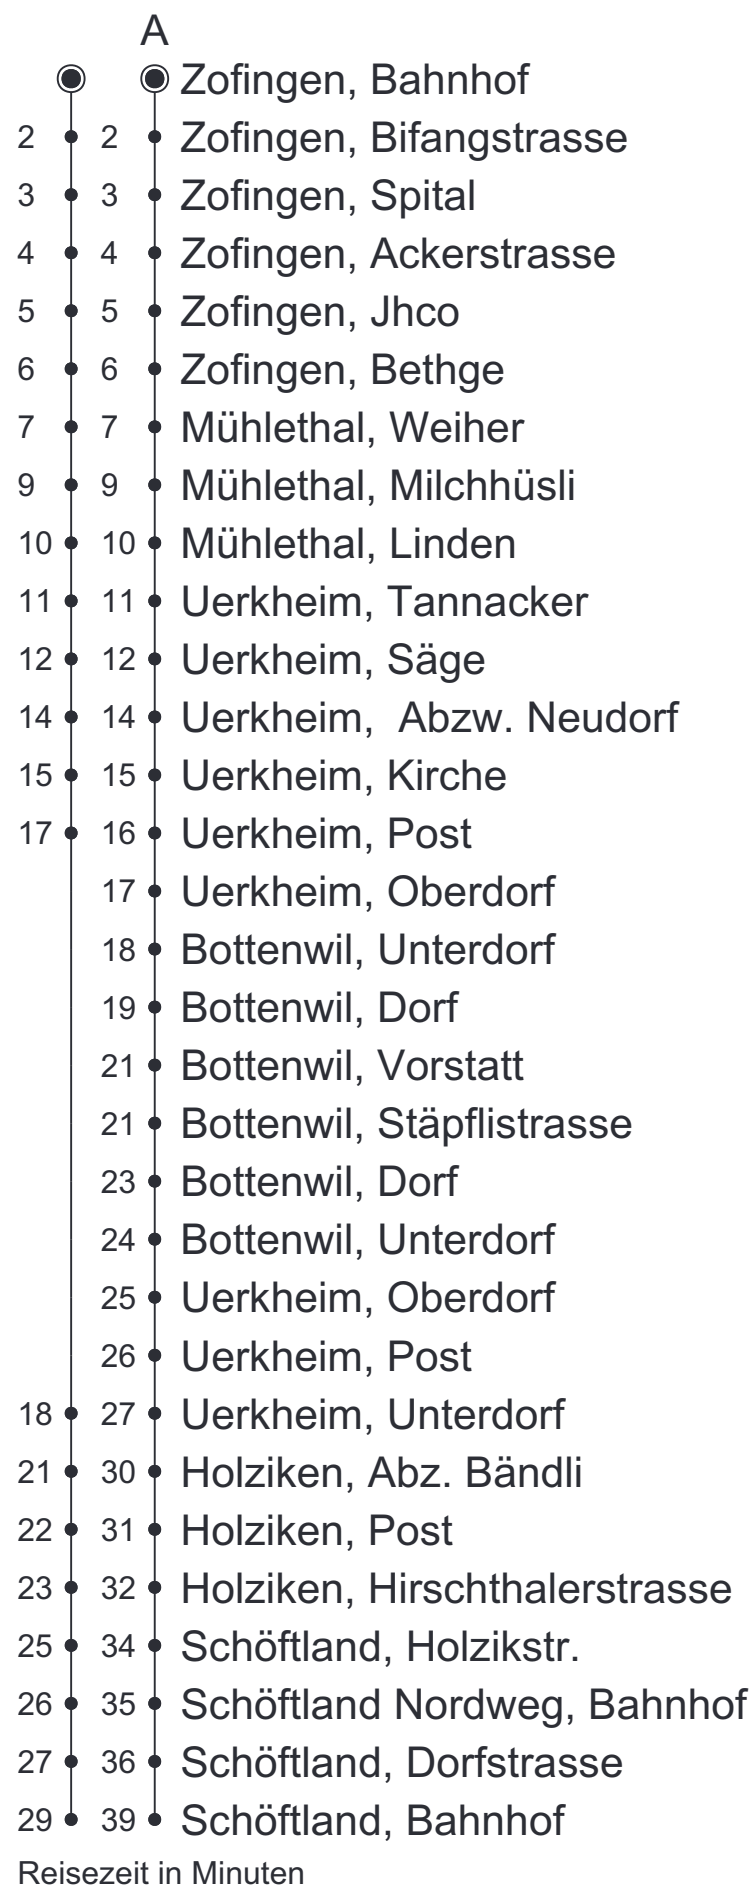 A
Zofingen, Bahnhof
2 2 Zofingen, Bifangstrasse
3 3 Zofingen, Spital
4 4 Zofingen, Ackerstrasse
5 5 Zofingen, Jhco
6 6 Zofingen, Bethge
7 7 Mühlethal, Weiher
9 9 Mühlethal, Milchhüsli
10 10 Mühlethal, Linden
11 11 Uerkheim, Tannacker
12 12 Uerkheim, Säge
14 14 Uerkheim, Abzw. Neudorf
15 15 Uerkheim, Kirche
17 16 Uerkheim, Post
17 Uerkheim, Oberdorf
18 Bottenwil, Unterdorf
19 Bottenwil, Dorf
21 Bottenwil, Vorstatt
21 Bottenwil, Stäpflistrasse
23 Bottenwil, Dorf
24 Bottenwil, Unterdorf
25 Uerkheim, Oberdorf
26 Uerkheim, Post
18 27 Uerkheim, Unterdorf
21 30 Holziken, Abz. Bändli
22 31 Holziken, Post
23 32 Holziken, Hirschthalerstrasse
25 34 Schöftland, Holzikstr.
26 35 Schöftland Nordweg, Bahnhof
27 36 Schöftland, Dorfstrasse
29 39 Schöftland, Bahnhof
Reisezeit in Minuten